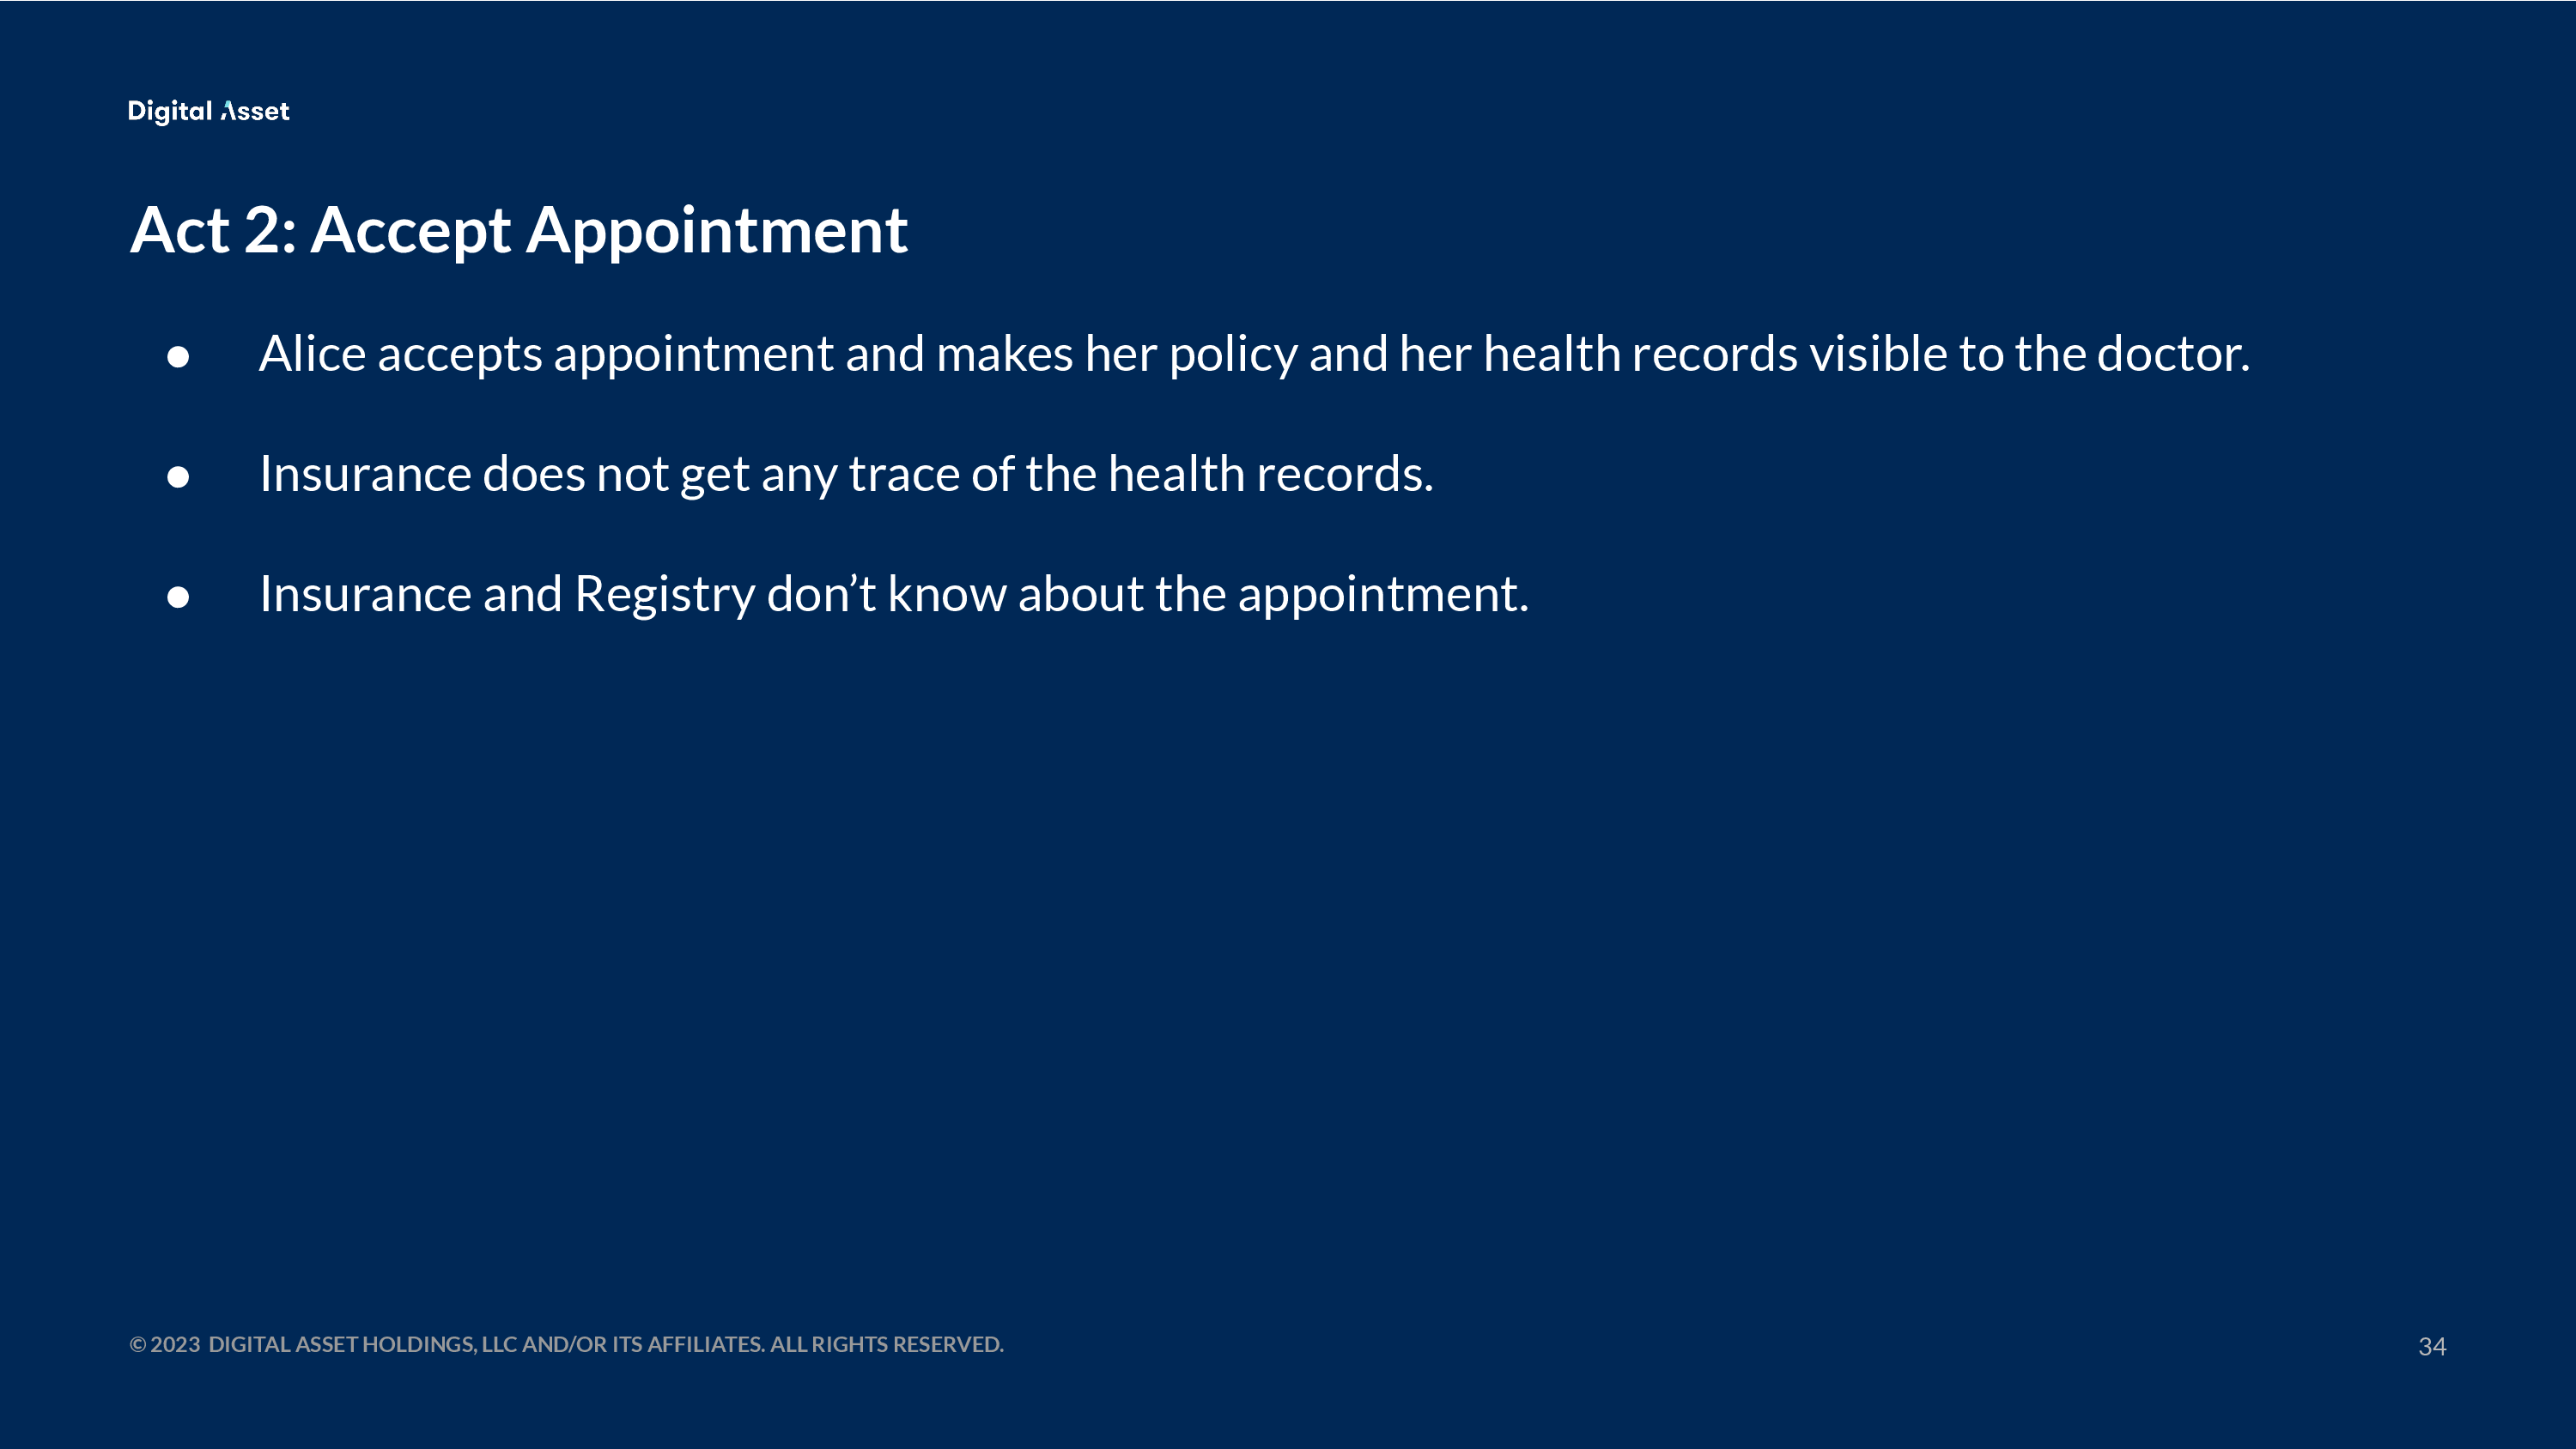 Digital Asset
Act 2: Accept Appointment
● Alice accepts appointment and makes her policy and her health records visible to the doctor.
● Insurance does not get any trace of the health records.
● Insurance and Registry don’t know about the appointment.
© 2023 DIGITAL ASSET HOLDINGS, LLC AND/OR ITS AFFILIATES. ALL RIGHTS RESERVED.
34